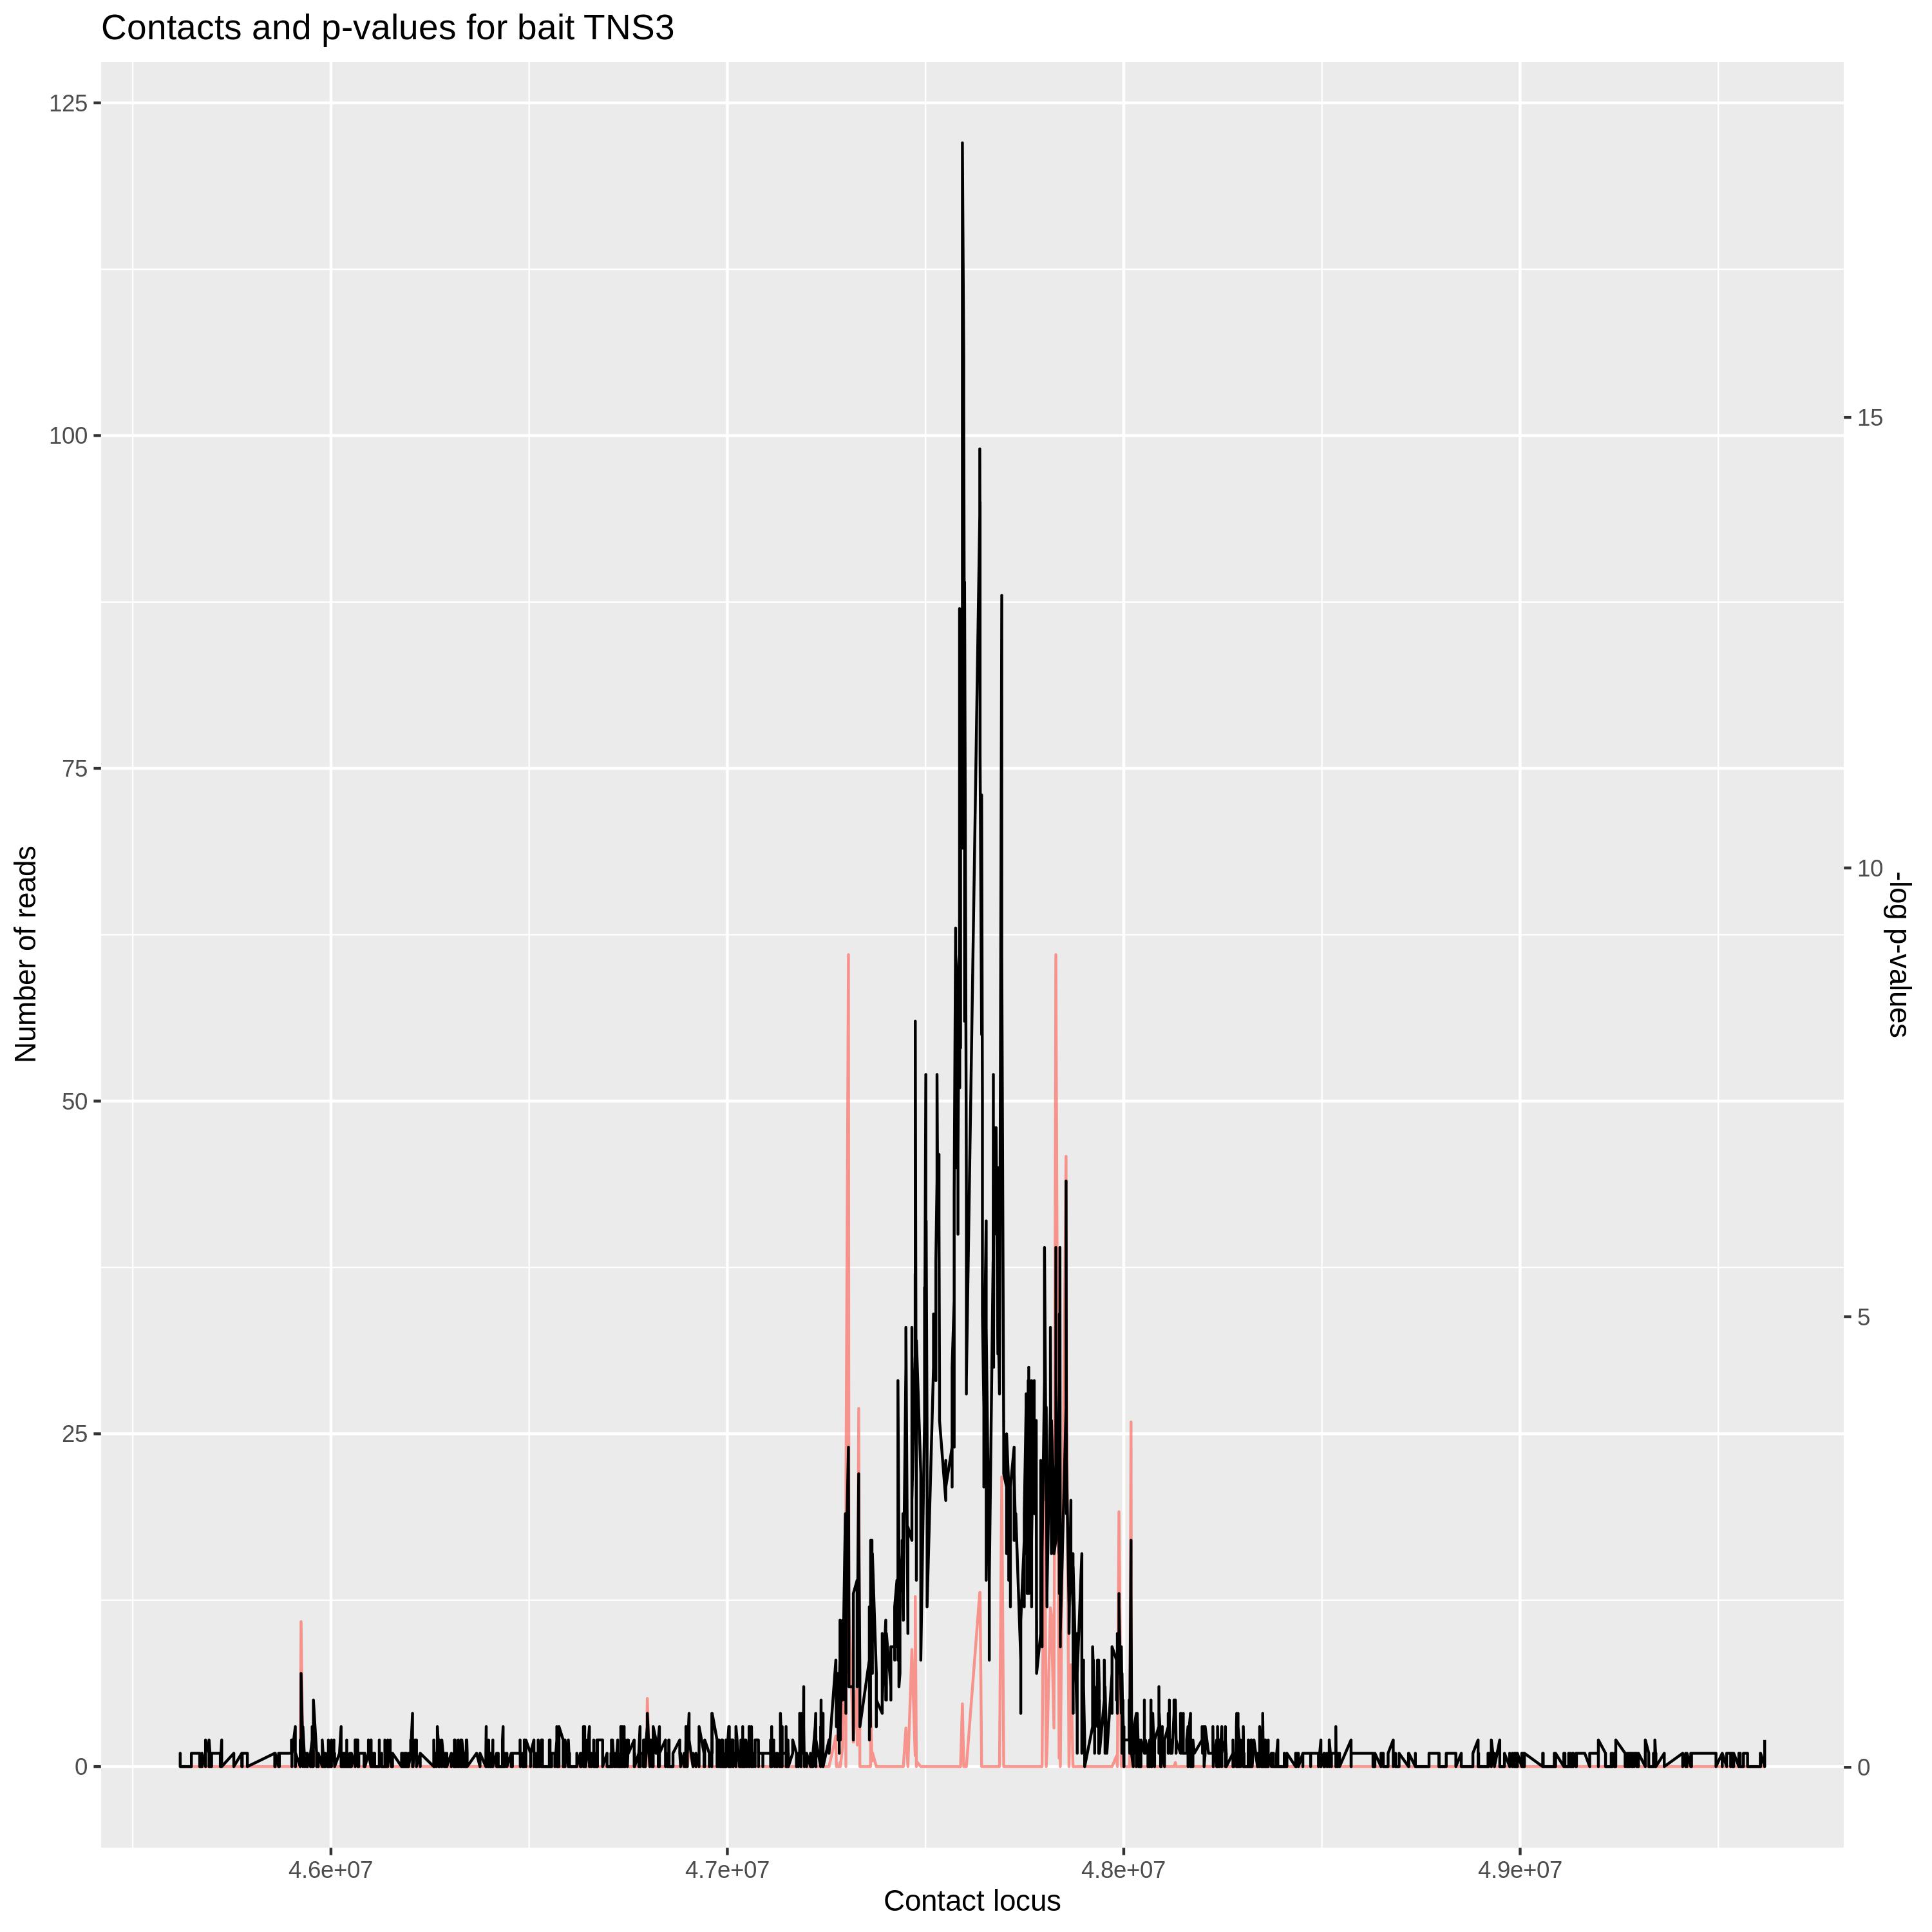 Contacts and p-values for bait TNS3
125
100
75
50
25
0
Number of reads
15
10
5
0
-log p-values
4.6e+07
4.7e+07
4.8e+07
4.9e+07
Contact locus